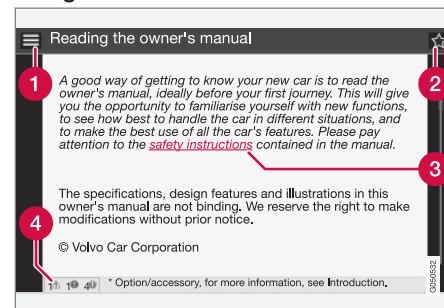 Reading the owner's manual
1
2
A good way of getting to know your new car is to read the
owner's manual, ideally before your first journey. This will give
you the opportunity to familiarise yourself with new functions,
to see how best to handle the car in different situations, and
to make the best use of all the car's features. Please pay
attention to the safety instructions contained in the manual.
3
The specifications, design features and illustrations in this
owner's manual are not binding. We reserve the right to make
modifications without prior notice.
4
© Volvo Car Corporation
1 1 4 * Option/accessory, for more information, see Introduction.
G050532